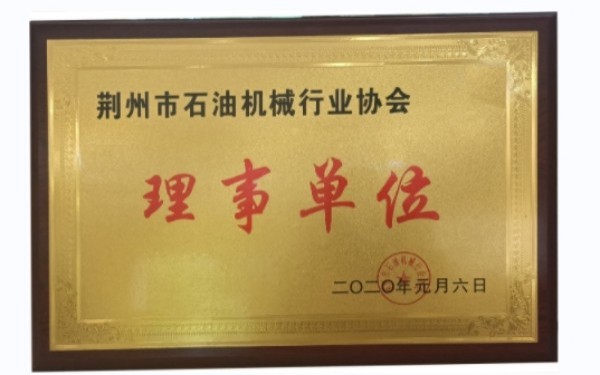 荆州市石油机械行业协会
理事单位
二〇二〇年元月六日